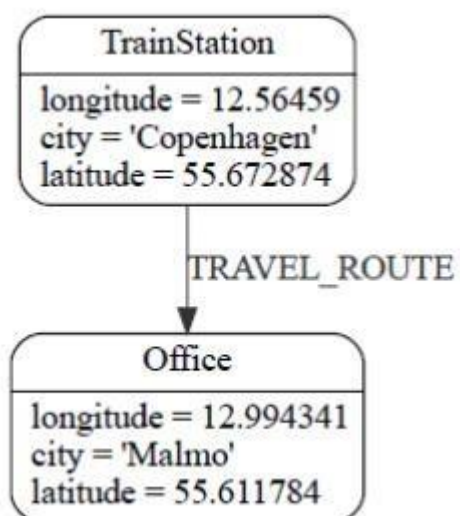 TrainStation
longitude = 12.56459
city = 'Copenhagen'
latitude = 55.672874
TRAVEL_ROUTE
Office
longitude = 12.994341
city = 'Malmo'
latitude = 55.611784